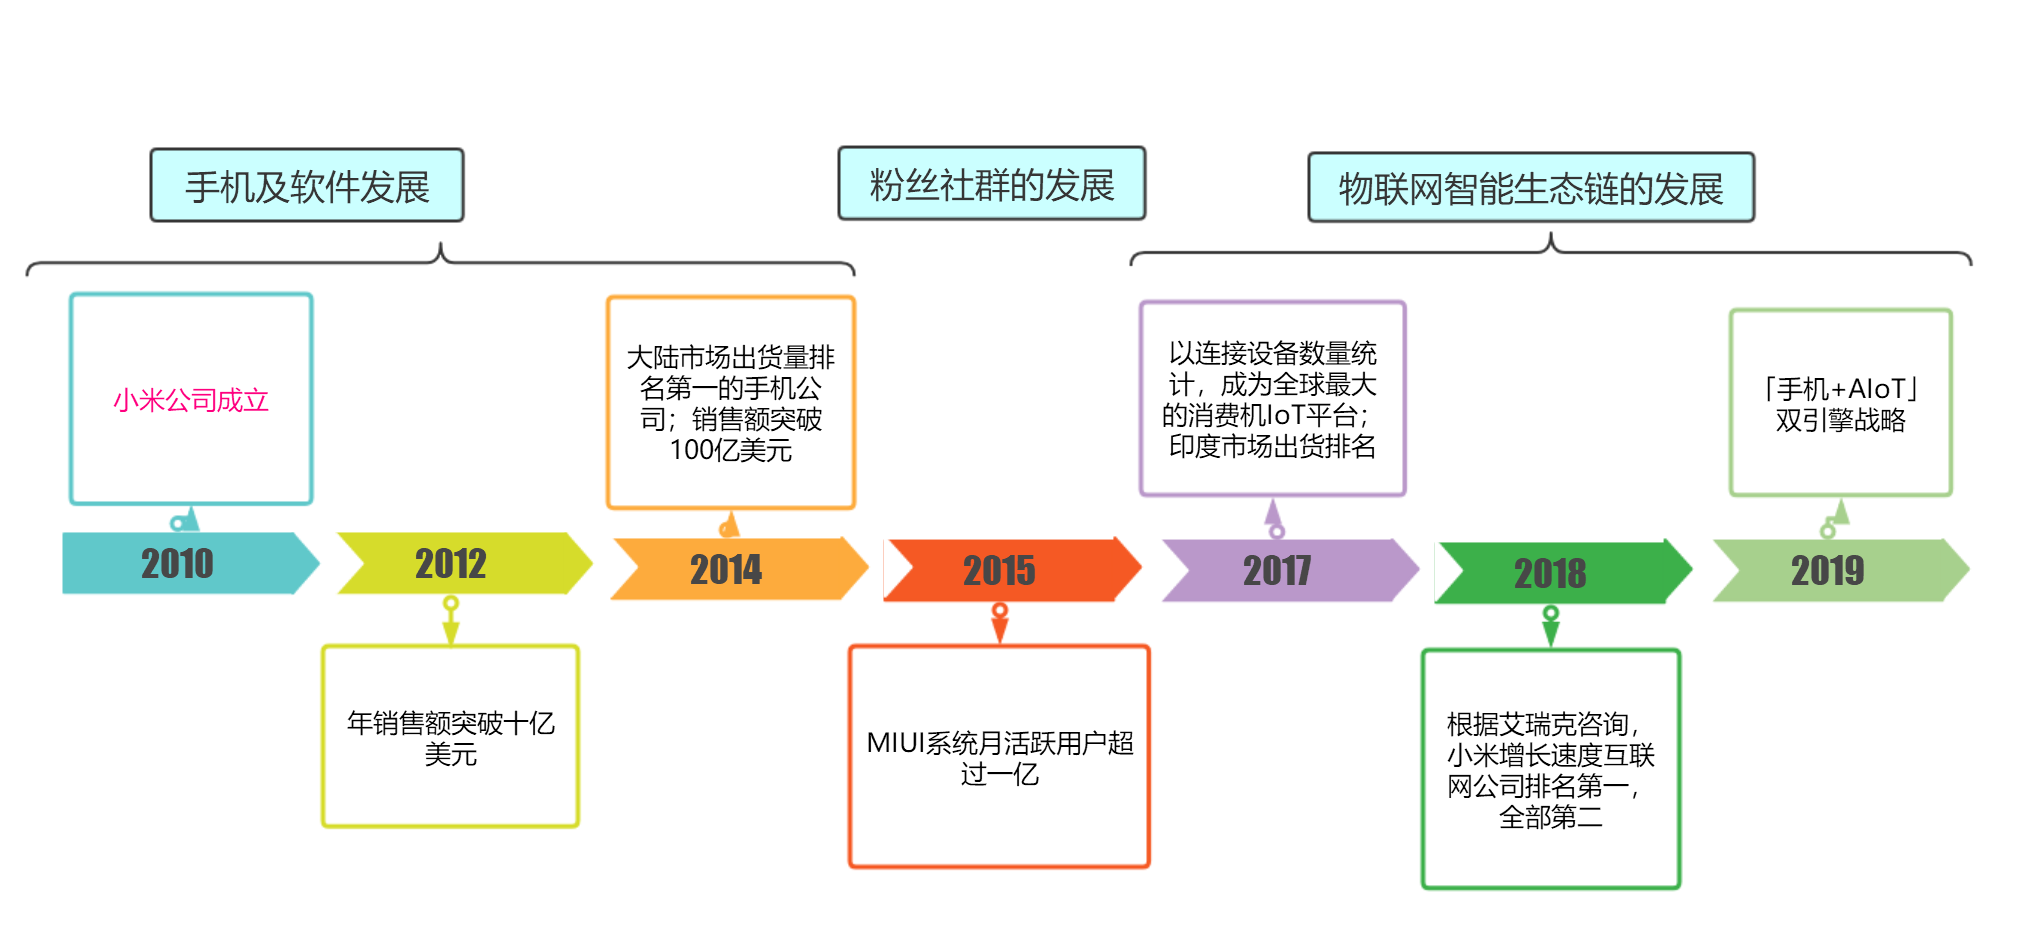 手机及软件发展
粉丝社群的发展
物联网智能生态链的发展
小米公司成立
大陆市场出货量排
名第一的手机公
司；销售额突破
100亿美元
以连接设备数量统
计，成为全球最大
的消费机IoT平台；
印度市场出货排名
「手机+AIoT」
双引擎战略
2010
2012
2014
2015
2017
2018
2019
年销售额突破十亿
美元
MIUI系统月活跃用户超
过一亿
根据艾瑞克咨询，
小米增长速度互联
网公司排名第一，
全部第二